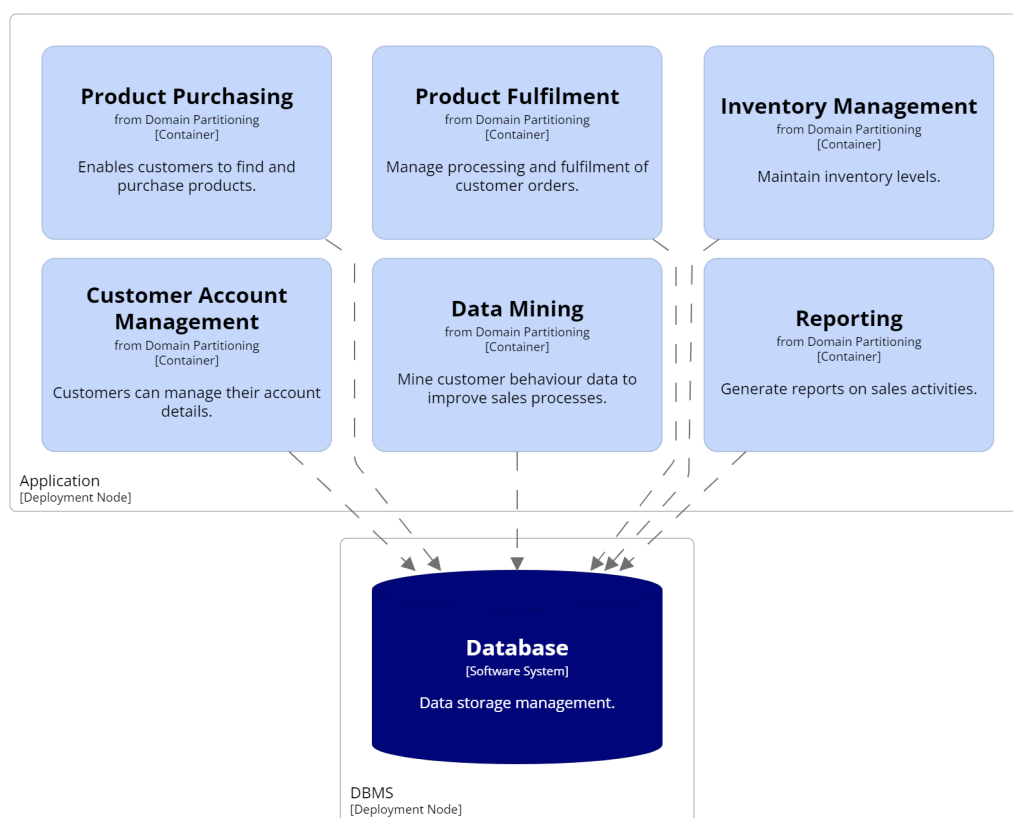 Product Purchasing
from Domain Partitioning
[Container]
Enables customers to find and
purchase products.
Product Fulfilment
from Domain Partitioning
[Container]
Manage processing and fulfilment of
customer orders.
Inventory Management
from Domain Partitioning
[Container]
Maintain inventory levels.
Customer Account
Management
from Domain Partitioning
[Container]
Customers can manage their account
details.
Data Mining
from Domain Partitioning
[Container]
Mine customer behaviour data to
improve sales processes.
Reporting
from Domain Partitioning
[Container]
Generate reports on sales activities.
Application
[Deployment Node]
Database
[Software System]
Data storage management.
DBMS
[Deployment Node]